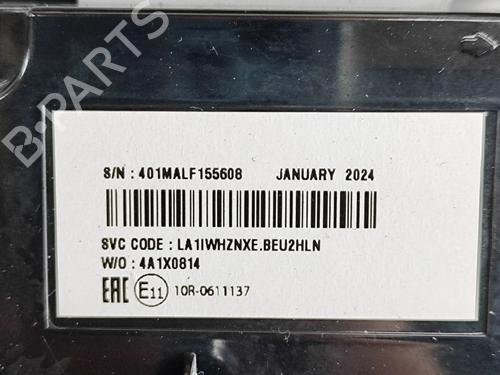 B-PARTS
S/N : 401MALF155608 JANUARY 2024
SVC CODE : LA1IWHZNXE.BEU2HLN
W/O : 4A1X0814
EAC E11 10R-0611137